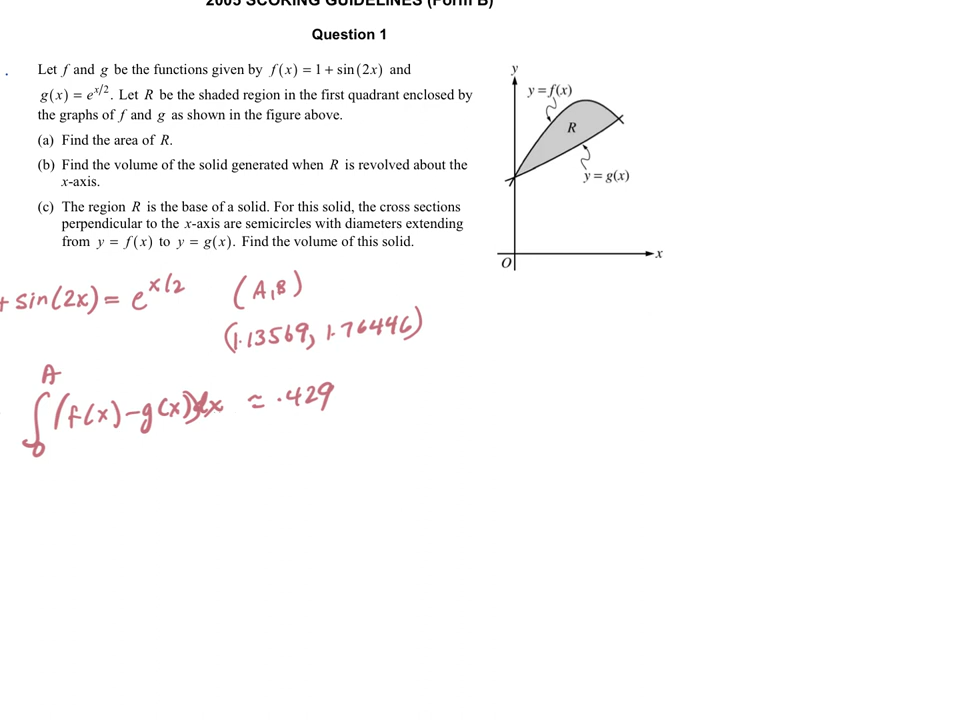 2005 SCORING GUIDELINES (Form B)
Question 1
. Let f and g be the functions given by f(x) = 1 + sin(2x) and
g(x) = e^{x/2}. Let R be the shaded region in the first quadrant enclosed by
the graphs of f and g as shown in the figure above.
(a) Find the area of R.
(b) Find the volume of the solid generated when R is revolved about the
x-axis.
(c) The region R is the base of a solid. For this solid, the cross sections
perpendicular to the x-axis are semicircles with diameters extending
from y = f(x) to y = g(x). Find the volume of this solid.
y
y = f(x)
R
y = g(x)
x
O
+ sin(2x) = e^{x/2} (A,B)
(1.13569, 1.76446)
A
∫(f(x)-g(x))dx ≈ .429
0